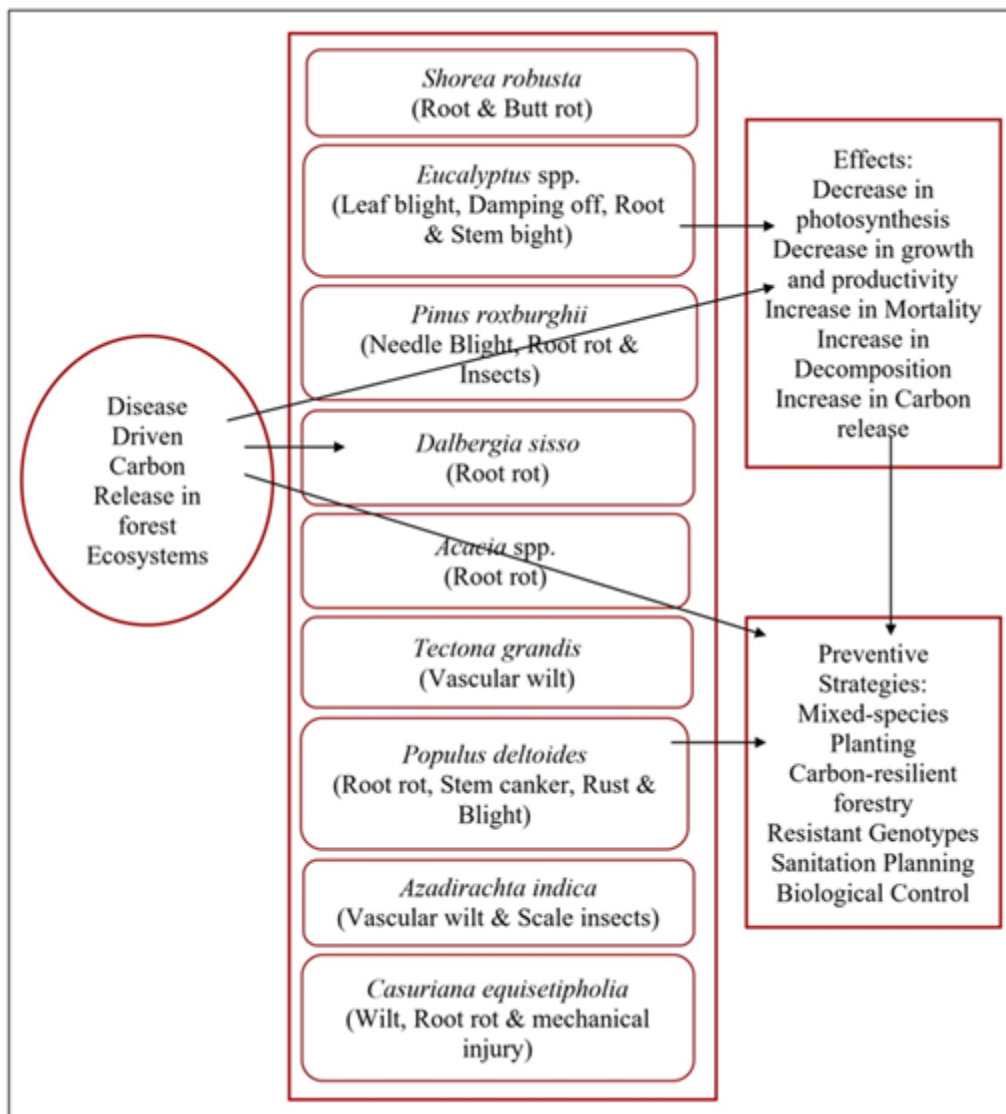 Disease
Driven
Carbon
Release in
forest
Ecosystems
Shorea robusta
(Root & Butt rot)
Eucalyptus spp.
(Leaf blight, Damping off, Root
& Stem bight)
Pinus roxburghii
(Needle Blight, Root rot &
Insects)
Dalbergia sisso
(Root rot)
Acacia spp.
(Root rot)
Tectona grandis
(Vascular wilt)
Populus deltoides
(Root rot, Stem canker, Rust &
Blight)
Azadirachta indica
(Vascular wilt & Scale insects)
Casuriana equisetipholia
(Wilt, Root rot & mechanical
injury)
Effects:
Decrease in
photosynthesis
Decrease in growth
and productivity
Increase in Mortality
Increase in
Decomposition
Increase in Carbon
release
Preventive
Strategies:
Mixed-species
Planting
Carbon-resilient
forestry
Resistant Genotypes
Sanitation Planning
Biological Control